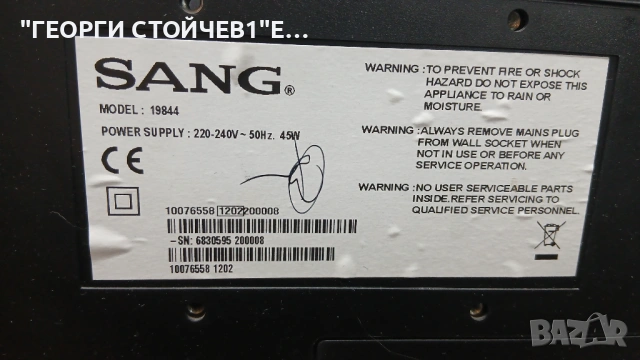 "ГЕОРГИ СТОЙЧЕВ1"Е...
SANG®
MODEL : 19844
POWER SUPPLY : 220-240V~ 50Hz. 45W
CE
10076558 1202 200008
-SN: 6830595 200008
10076558 1202
WARNING :TO PREVENT FIRE OR SHOCK
HAZARD DO NOT EXPOSE THIS
APPLIANCE TO RAIN OR
MOISTURE.
WARNING :ALWAYS REMOVE MAINS PLUG
FROM WALL SOCKET WHEN
NOT IN USE OR BEFORE ANY
SERVICE OPERATION.
WARNING :NO USER SERVICEABLE PARTS
INSIDE.REFER SERVICING TO
QUALIFIED SERVICE PERSONNEL.
BAZAR